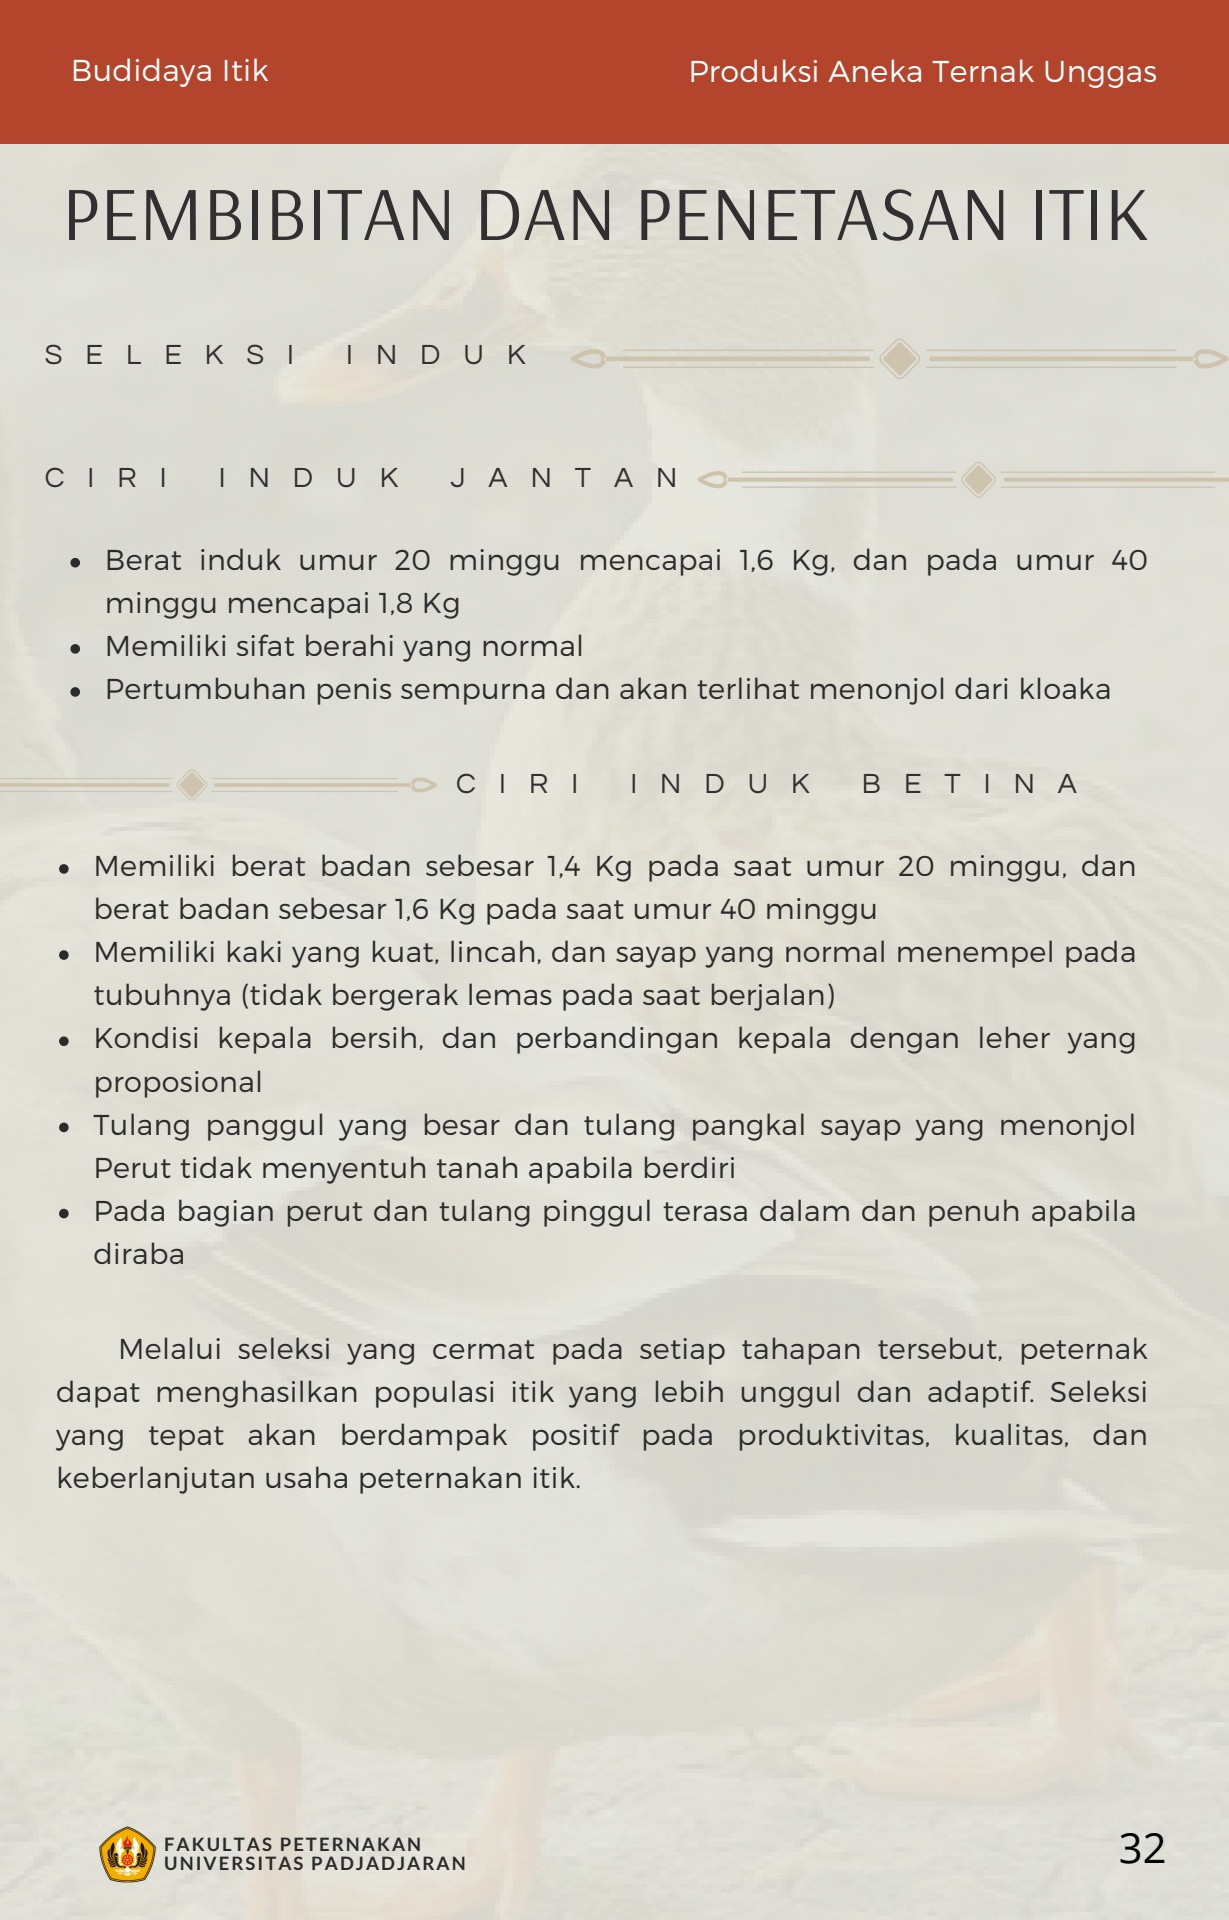 Budidaya Itik
Produksi Aneka Ternak Unggas
PEMBIBITAN DAN PENETASAN ITIK
SELEKSI INDUK
CIRI INDUK JANTAN
• Berat induk umur 20 minggu mencapai 1,6 Kg, dan pada umur 40
minggu mencapai 1,8 Kg
• Memiliki sifat berahi yang normal
• Pertumbuhan penis sempurna dan akan terlihat menonjol dari kloaka
CIRI INDUK BETINA
• Memiliki berat badan sebesar 1,4 Kg pada saat umur 20 minggu, dan
berat badan sebesar 1,6 Kg pada saat umur 40 minggu
• Memiliki kaki yang kuat, lincah, dan sayap yang normal menempel pada
tubuhnya (tidak bergerak lemas pada saat berjalan)
• Kondisi kepala bersih, dan perbandingan kepala dengan leher yang
proposional
• Tulang panggul yang besar dan tulang pangkal sayap yang menonjol
Perut tidak menyentuh tanah apabila berdiri
• Pada bagian perut dan tulang pinggul terasa dalam dan penuh apabila
diraba
Melalui seleksi yang cermat pada setiap tahapan tersebut, peternak
dapat menghasilkan populasi itik yang lebih unggul dan adaptif. Seleksi
yang tepat akan berdampak positif pada produktivitas, kualitas, dan
keberlanjutan usaha peternakan itik.
FAKULTAS PETERNAKAN
UNIVERSITAS PADJADJARAN
32